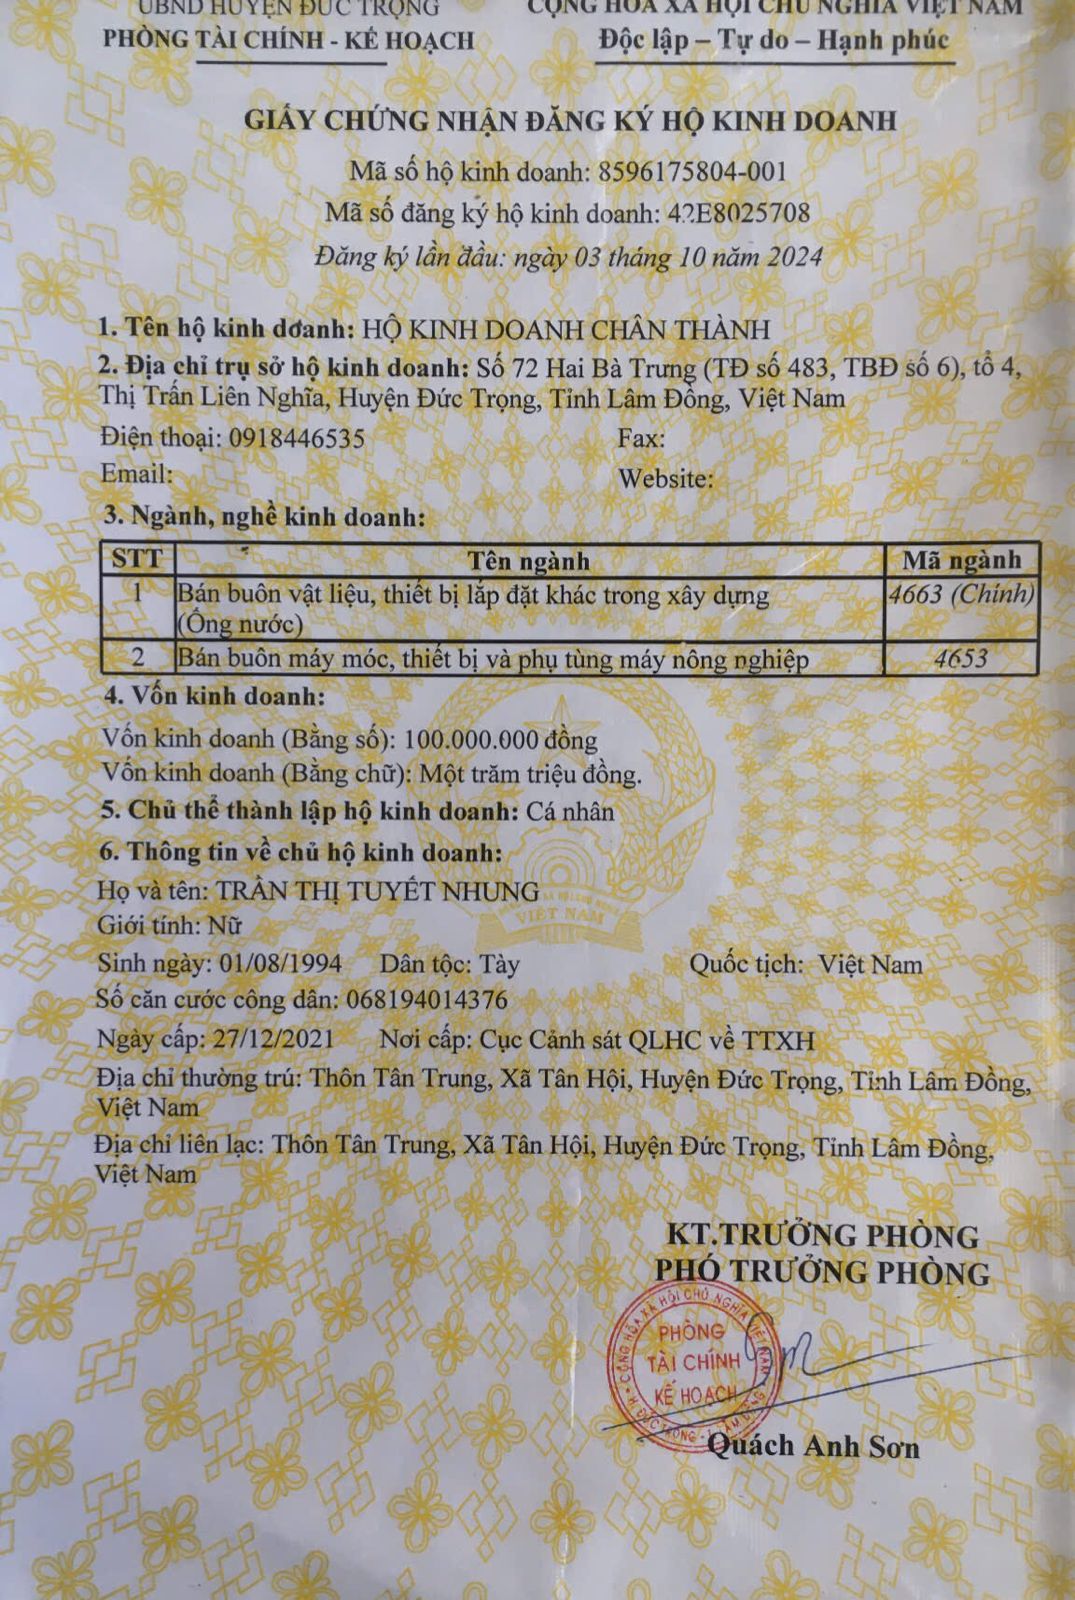 UBND HUYỆN ĐỨC TRỌNG
PHÒNG TÀI CHÍNH - KẾ HOẠCH
CỘNG HÒA XÃ HỘI CHỦ NGHĨA VIỆT NAM
Độc lập – Tự do – Hạnh phúc
GIẤY CHỨNG NHẬN ĐĂNG KÝ HỘ KINH DOANH
Mã số hộ kinh doanh: 8596175804-001
Mã số đăng ký hộ kinh doanh: 42E8025708
Đăng ký lần đầu: ngày 03 tháng 10 năm 2024
1. Tên hộ kinh doanh: HỘ KINH DOANH CHÂN THÀNH
2. Địa chỉ trụ sở hộ kinh doanh: Số 72 Hai Bà Trưng (TĐ số 483, TBĐ số 6), tổ 4,
Thị Trấn Liên Nghĩa, Huyện Đức Trọng, Tỉnh Lâm Đồng, Việt Nam
Điện thoại: 0918446535 Fax:
Email: Website:
3. Ngành, nghề kinh doanh:
STT Tên ngành Mã ngành
1 Bán buôn vật liệu, thiết bị lắp đặt khác trong xây dựng 4663 (Chính)
(Ống nước)
2 Bán buôn máy móc, thiết bị và phụ tùng máy nông nghiệp 4653
4. Vốn kinh doanh:
Vốn kinh doanh (Bằng số): 100.000.000 đồng
Vốn kinh doanh (Bằng chữ): Một trăm triệu đồng.
5. Chủ thể thành lập hộ kinh doanh: Cá nhân
6. Thông tin về chủ hộ kinh doanh:
Họ và tên: TRẦN THỊ TUYẾT NHUNG
VIỆT NAM
Giới tính: Nữ
Sinh ngày: 01/08/1994 Dân tộc: Tày Quốc tịch: Việt Nam
Số căn cước công dân: 068194014376
Ngày cấp: 27/12/2021 Nơi cấp: Cục Cảnh sát QLHC về TTXH
Địa chỉ thường trú: Thôn Tân Trung, Xã Tân Hội, Huyện Đức Trọng, Tỉnh Lâm Đồng,
Việt Nam
Địa chỉ liên lạc: Thôn Tân Trung, Xã Tân Hội, Huyện Đức Trọng, Tỉnh Lâm Đồng,
Việt Nam
KT.TRƯỞNG PHÒNG
PHÓ TRƯỞNG PHÒNG
CỘNG HÒA XÃ HỘI CHỦ NGHĨA VIỆT NAM
PHÒNG
TÀI CHÍNH
KẾ HOẠCH
H. ĐỨC TRỌNG - T. LÂM ĐỒNG
Quách Anh Sơn